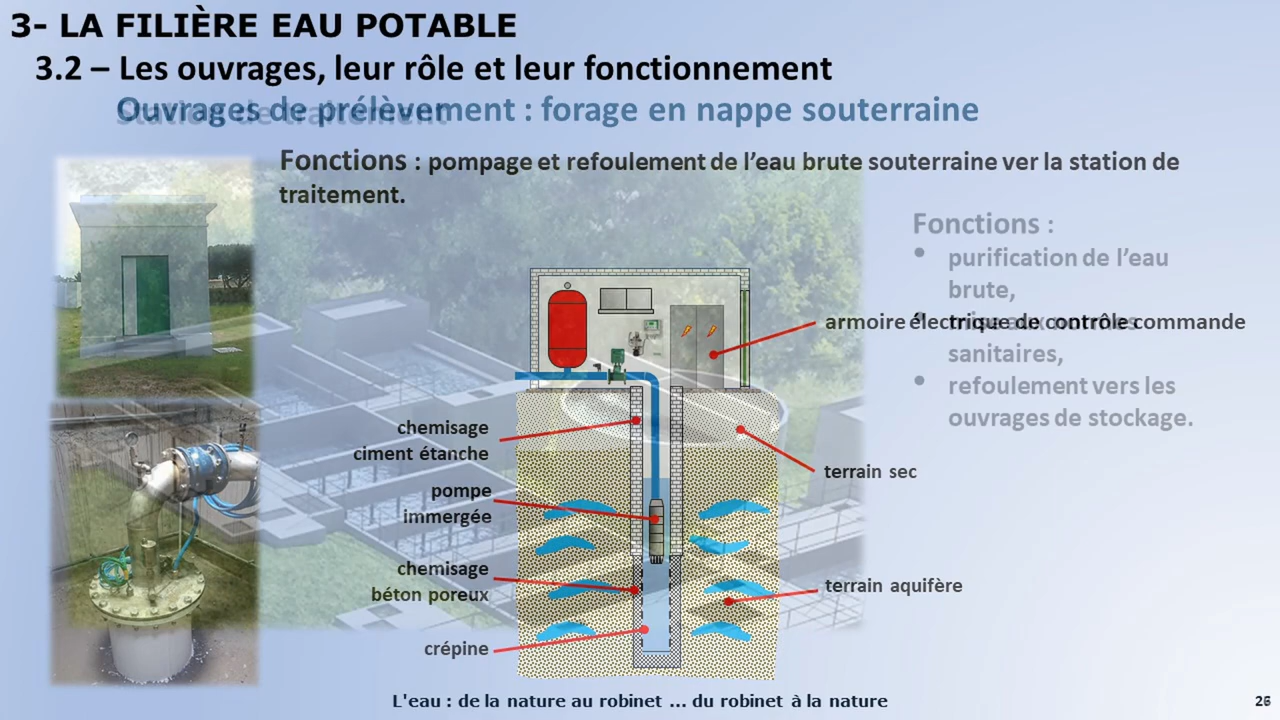 3- LA FILIÈRE EAU POTABLE
3.2 – Les ouvrages, leur rôle et leur fonctionnement
Ouvrages de prélèvement : forage en nappe souterraine
Station de traitement
Fonctions : pompage et refoulement de l’eau brute souterraine ver la station de
traitement.
Fonctions :
• purification de l’eau
brute,
armoire électrique de contrôle commande
sanitaires,
• refoulement vers les
ouvrages de stockage.
chemisage
ciment étanche
terrain sec
pompe
immergée
chemisage
béton poreux
terrain aquifère
crépine
L'eau : de la nature au robinet ... du robinet à la nature